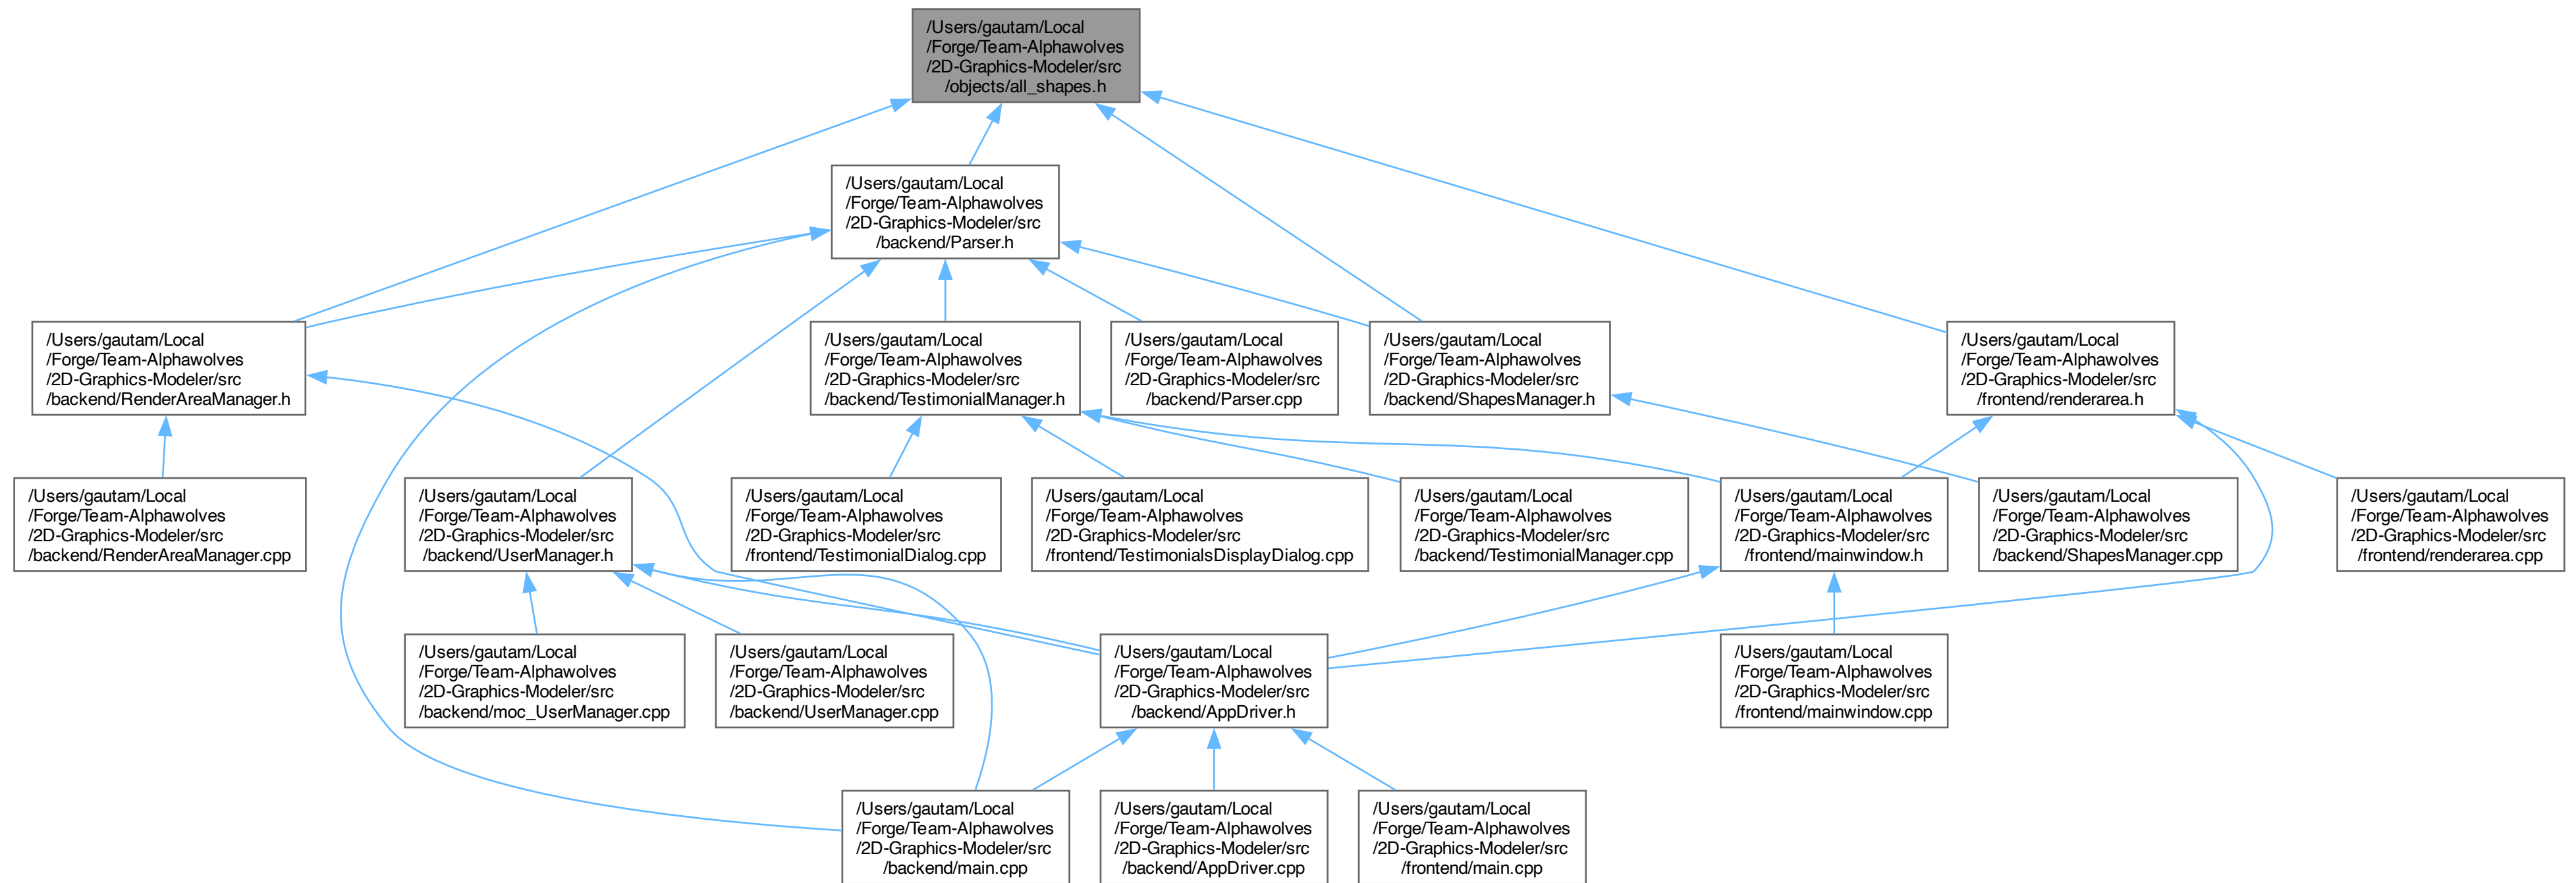 /Users/gautam/Local
/Forge/Team-Alphawolves
/2D-Graphics-Modeler/src
/objects/all_shapes.h
/Users/gautam/Local
/Forge/Team-Alphawolves
/2D-Graphics-Modeler/src
/backend/Parser.h
/Users/gautam/Local
/Forge/Team-Alphawolves
/2D-Graphics-Modeler/src
/backend/RenderAreaManager.h
/Users/gautam/Local
/Forge/Team-Alphawolves
/2D-Graphics-Modeler/src
/backend/TestimonialManager.h
/Users/gautam/Local
/Forge/Team-Alphawolves
/2D-Graphics-Modeler/src
/backend/Parser.cpp
/Users/gautam/Local
/Forge/Team-Alphawolves
/2D-Graphics-Modeler/src
/backend/ShapesManager.h
/Users/gautam/Local
/Forge/Team-Alphawolves
/2D-Graphics-Modeler/src
/frontend/renderarea.h
/Users/gautam/Local
/Forge/Team-Alphawolves
/2D-Graphics-Modeler/src
/backend/RenderAreaManager.cpp
/Users/gautam/Local
/Forge/Team-Alphawolves
/2D-Graphics-Modeler/src
/backend/UserManager.h
/Users/gautam/Local
/Forge/Team-Alphawolves
/2D-Graphics-Modeler/src
/frontend/TestimonialDialog.cpp
/Users/gautam/Local
/Forge/Team-Alphawolves
/2D-Graphics-Modeler/src
/frontend/TestimonialsDisplayDialog.cpp
/Users/gautam/Local
/Forge/Team-Alphawolves
/2D-Graphics-Modeler/src
/backend/TestimonialManager.cpp
/Users/gautam/Local
/Forge/Team-Alphawolves
/2D-Graphics-Modeler/src
/frontend/mainwindow.h
/Users/gautam/Local
/Forge/Team-Alphawolves
/2D-Graphics-Modeler/src
/backend/ShapesManager.cpp
/Users/gautam/Local
/Forge/Team-Alphawolves
/2D-Graphics-Modeler/src
/frontend/renderarea.cpp
/Users/gautam/Local
/Forge/Team-Alphawolves
/2D-Graphics-Modeler/src
/backend/moc_UserManager.cpp
/Users/gautam/Local
/Forge/Team-Alphawolves
/2D-Graphics-Modeler/src
/backend/UserManager.cpp
/Users/gautam/Local
/Forge/Team-Alphawolves
/2D-Graphics-Modeler/src
/backend/AppDriver.h
/Users/gautam/Local
/Forge/Team-Alphawolves
/2D-Graphics-Modeler/src
/frontend/mainwindow.cpp
/Users/gautam/Local
/Forge/Team-Alphawolves
/2D-Graphics-Modeler/src
/backend/main.cpp
/Users/gautam/Local
/Forge/Team-Alphawolves
/2D-Graphics-Modeler/src
/backend/AppDriver.cpp
/Users/gautam/Local
/Forge/Team-Alphawolves
/2D-Graphics-Modeler/src
/frontend/main.cpp